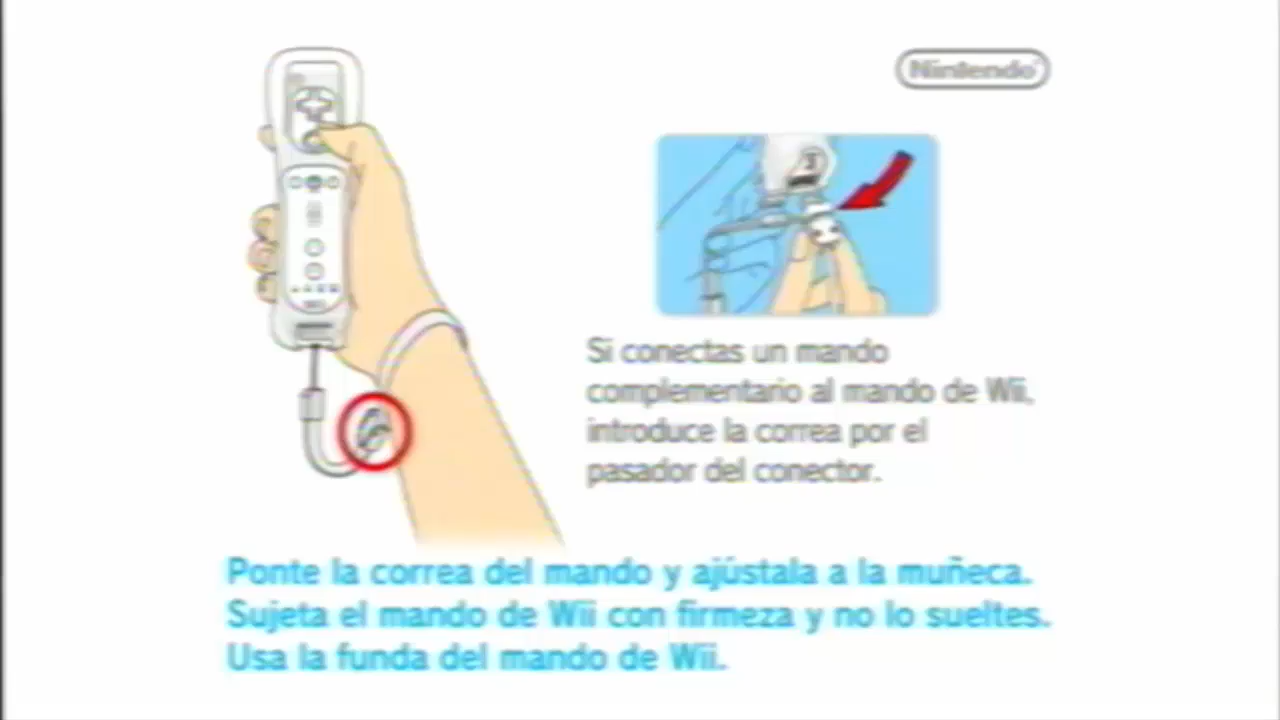 Nintendo
Si conectas un mando
complementario al mando de Wii,
introduce la correa por el
pasador del conector.
Ponte la correa del mando y ajústala a la muñeca.
Sujeta el mando de Wii con firmeza y no lo sueltes.
Usa la funda del mando de Wii.